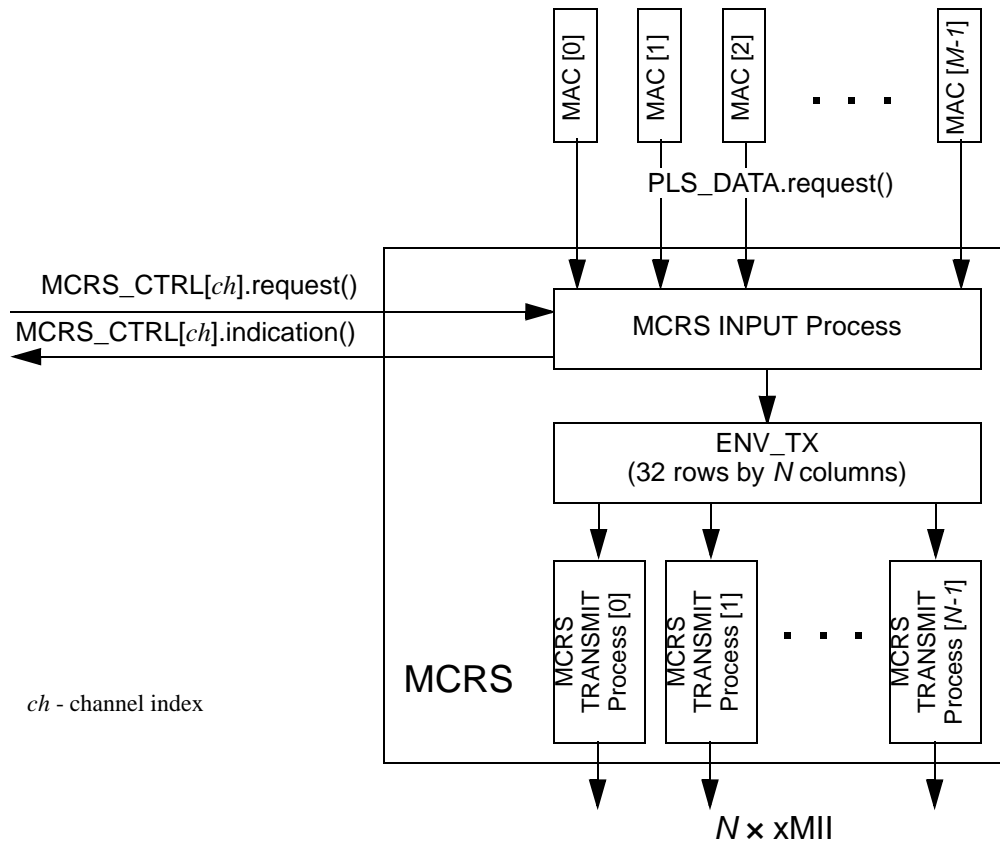 MAC [0]
MAC [1]
MAC [2]
. . .
MAC [M-1]
PLS_DATA.request()
MCRS_CTRL[ch].request()
MCRS_CTRL[ch].indication()
MCRS INPUT Process
ENV_TX
(32 rows by N columns)
MCRS
TRANSMIT
Process [0]
MCRS
TRANSMIT
Process [1]
. . .
MCRS
TRANSMIT
Process [N-1]
MCRS
ch - channel index
N × xMII